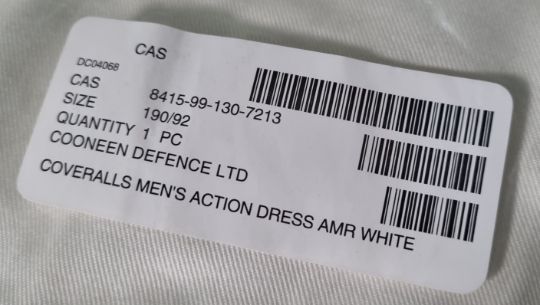 CAS
DC04068
CAS 8415-99-130-7213
SIZE 190/92
QUANTITY 1 PC
COONEEN DEFENCE LTD
COVERALLS MEN'S ACTION DRESS AMR WHITE